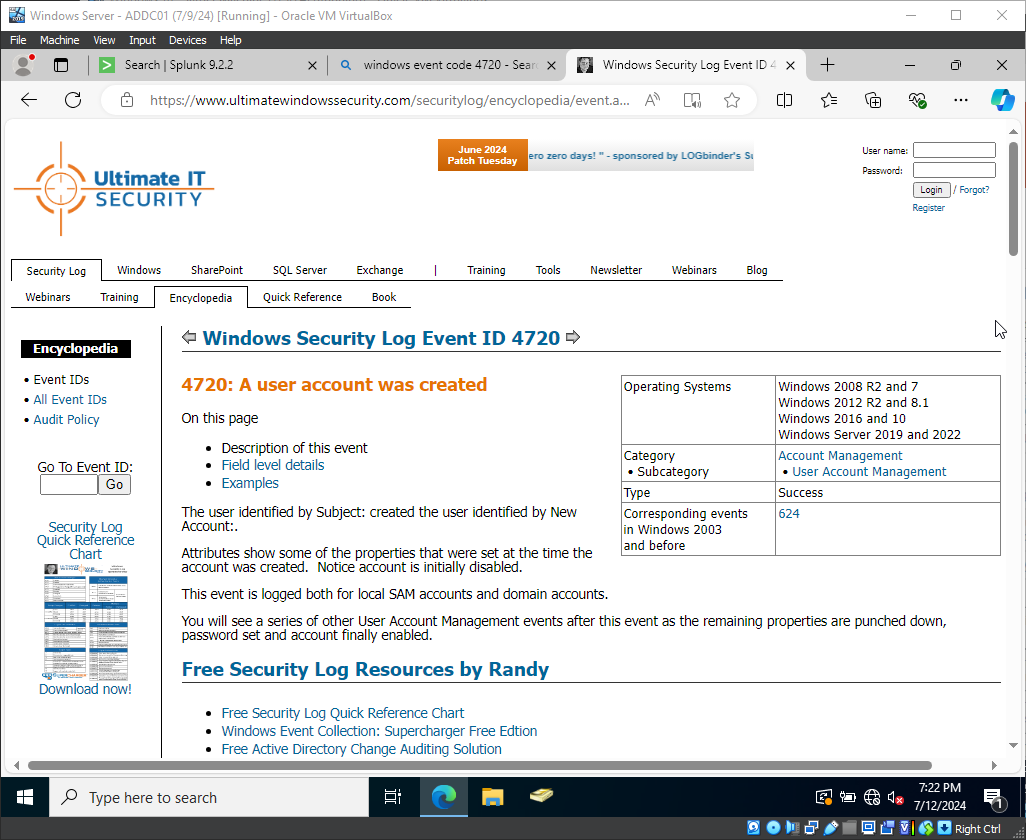 Windows Server - ADDC01 (7/9/24) [Running] - Oracle VM VirtualBox
File Machine View Input Devices Help
Search | Splunk 9.2.2
windows event code 4720 - Sear
Windows Security Log Event ID 4
https://www.ultimatewindowssecurity.com/securitylog/encyclopedia/event.a...
Ultimate IT
SECURITY
June 2024
Patch Tuesday
ero zero days! " - sponsored by LOGbinder's Su
User name:
Password:
Login / Forgot?
Register
Security Log Windows SharePoint SQL Server Exchange | Training Tools Newsletter Webinars Blog
Webinars Training Encyclopedia Quick Reference Book
Encyclopedia
• Event IDs
• All Event IDs
• Audit Policy
Go To Event ID:
Go
Security Log
Quick Reference
Chart
Download now!
Windows Security Log Event ID 4720
4720: A user account was created
On this page
• Description of this event
• Field level details
• Examples
The user identified by Subject: created the user identified by New
Account:.
Attributes show some of the properties that were set at the time the
account was created. Notice account is initially disabled.
This event is logged both for local SAM accounts and domain accounts.
You will see a series of other User Account Management events after this event as the remaining properties are punched down,
password set and account finally enabled.
Operating Systems
Windows 2008 R2 and 7
Windows 2012 R2 and 8.1
Windows 2016 and 10
Windows Server 2019 and 2022
Category
• Subcategory
Account Management
• User Account Management
Type
Success
Corresponding events
in Windows 2003
and before
624
Free Security Log Resources by Randy
• Free Security Log Quick Reference Chart
• Windows Event Collection: Supercharger Free Edtion
• Free Active Directory Change Auditing Solution
Type here to search
7:22 PM
7/12/2024
1
Right Ctrl